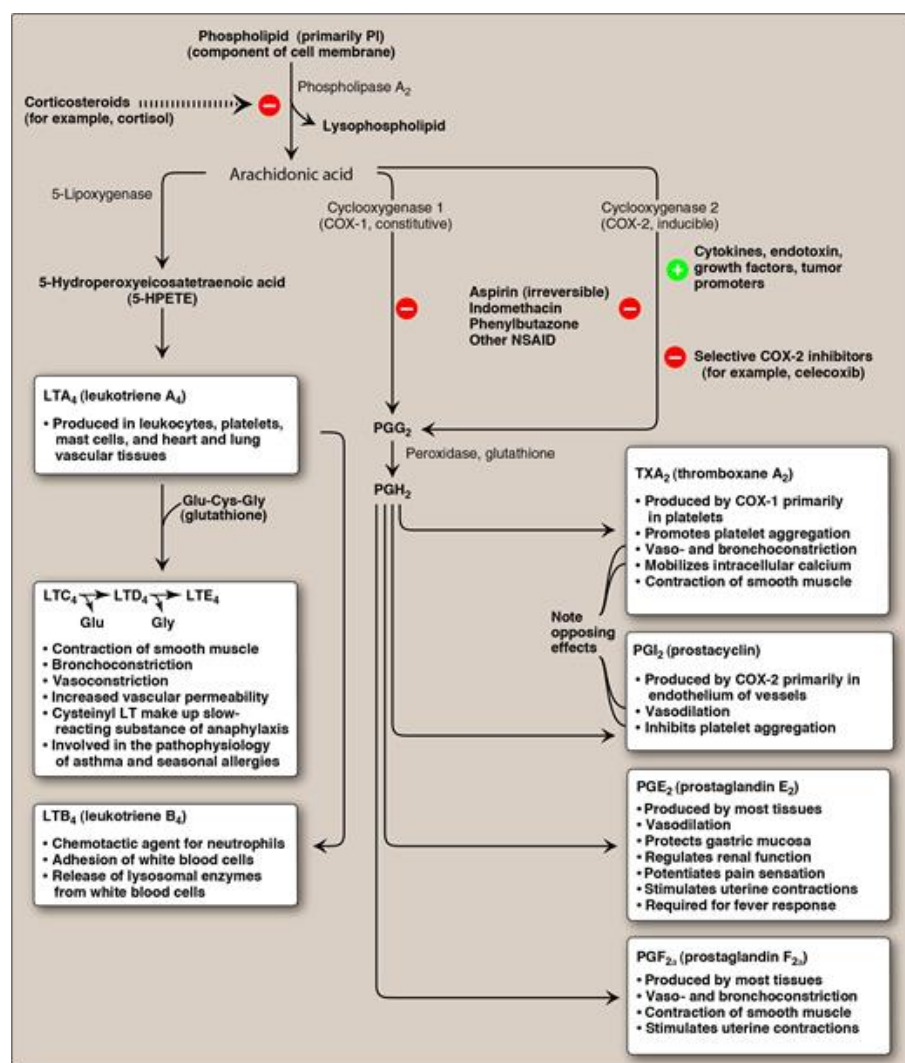 Phospholipid (primarily PI)
(component of cell membrane)
Phospholipase A₂
Corticosteroids
(for example, cortisol)
Lysophospholipid
Arachidonic acid
5-Lipoxygenase
Cyclooxygenase 1
(COX-1, constitutive)
Cyclooxygenase 2
(COX-2, inducible)
Cytokines, endotoxin,
growth factors, tumor
promoters
5-Hydroperoxyeicosatetraenoic acid
(5-HPETE)
Aspirin (irreversible)
Indomethacin
Phenylbutazone
Other NSAID
Selective COX-2 inhibitors
(for example, celecoxib)
LTA₄ (leukotriene A₄)
• Produced in leukocytes, platelets,
mast cells, and heart and lung
vascular tissues
PGG₂
Peroxidase, glutathione
PGH₂
Glu-Cys-Gly
(glutathione)
TXA₂ (thromboxane A₂)
• Produced by COX-1 primarily
in platelets
• Promotes platelet aggregation
• Vaso- and bronchoconstriction
• Mobilizes intracellular calcium
• Contraction of smooth muscle
LTC₄ LTD₄ LTE₄
Glu Gly
• Contraction of smooth muscle
• Bronchoconstriction
• Vasoconstriction
• Increased vascular permeability
• Cysteinyl LT make up slow-
reacting substance of anaphylaxis
• Involved in the pathophysiology
of asthma and seasonal allergies
Note
opposing
effects
PGI₂ (prostacyclin)
• Produced by COX-2 primarily in
endothelium of vessels
• Vasodilation
• Inhibits platelet aggregation
LTB₄ (leukotriene B₄)
• Chemotactic agent for neutrophils
• Adhesion of white blood cells
• Release of lysosomal enzymes
from white blood cells
PGE₂ (prostaglandin E₂)
• Produced by most tissues
• Vasodilation
• Protects gastric mucosa
• Regulates renal function
• Potentiates pain sensation
• Stimulates uterine contractions
• Required for fever response
PGF₂ₐ (prostaglandin F₂ₐ)
• Produced by most tissues
• Vaso- and bronchoconstriction
• Contraction of smooth muscle
• Stimulates uterine contractions